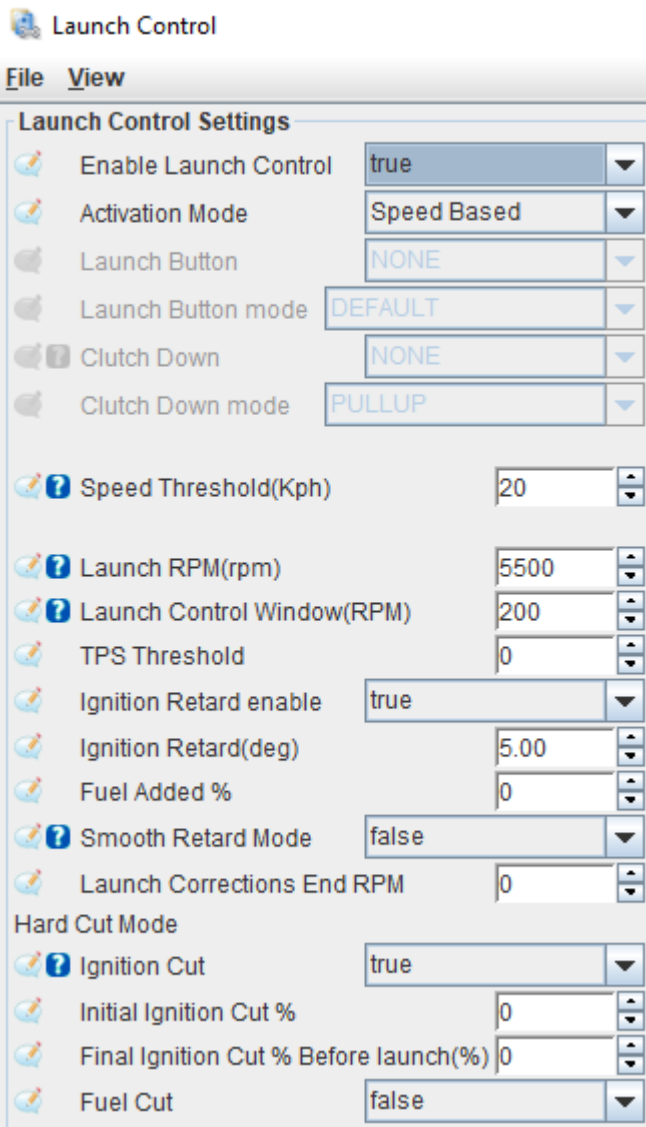 Launch Control
File View
Launch Control Settings
Enable Launch Control true
Activation Mode Speed Based
Launch Button NONE
Launch Button mode DEFAULT
? Clutch Down NONE
Clutch Down mode PULLUP
? Speed Threshold(Kph) 20
? Launch RPM(rpm) 5500
? Launch Control Window(RPM) 200
TPS Threshold 0
Ignition Retard enable true
Ignition Retard(deg) 5.00
Fuel Added % 0
? Smooth Retard Mode false
Launch Corrections End RPM 0
Hard Cut Mode
? Ignition Cut true
Initial Ignition Cut % 0
Final Ignition Cut % Before launch(%) 0
Fuel Cut false